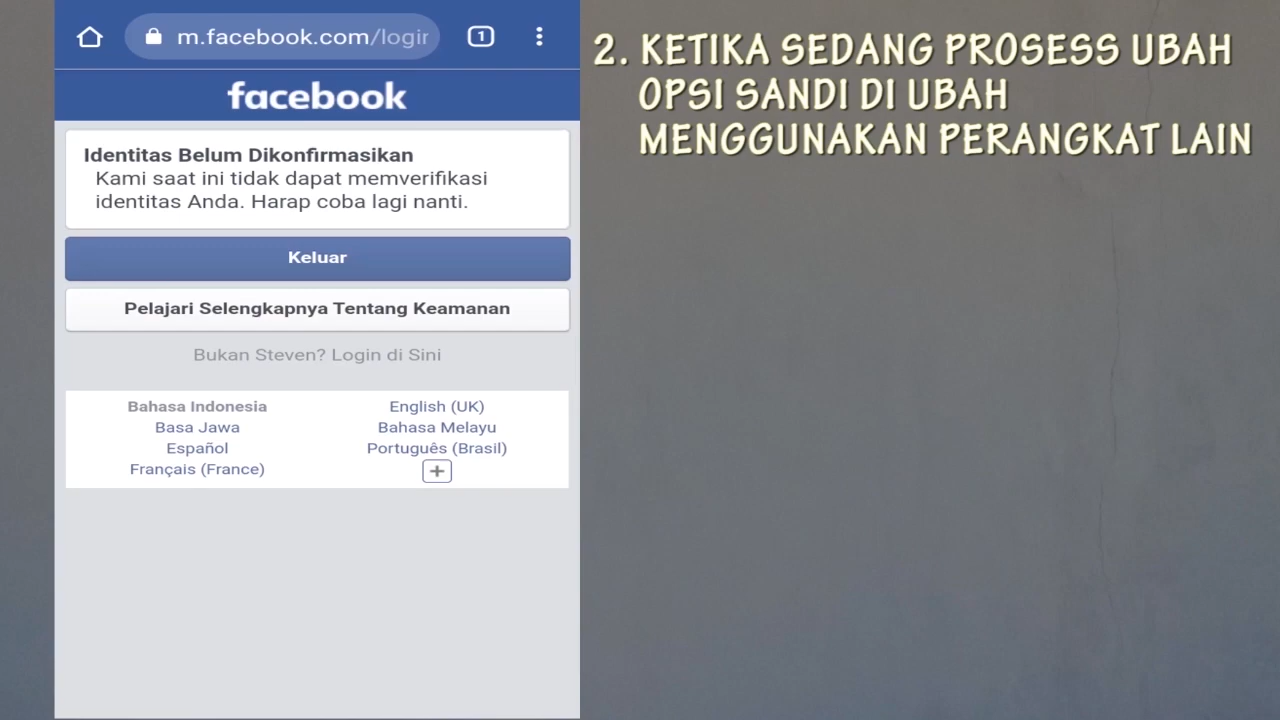 m.facebook.com/login
1
facebook
Identitas Belum Dikonfirmasikan
Kami saat ini tidak dapat memverifikasi
identitas Anda. Harap coba lagi nanti.
Keluar
Pelajari Selengkapnya Tentang Keamanan
Bukan Steven? Login di Sini
Bahasa Indonesia
English (UK)
Basa Jawa
Bahasa Melayu
Español
Português (Brasil)
Français (France)
2. KETIKA SEDANG PROSESS UBAH
OPSI SANDI DI UBAH
MENGGUNAKAN PERANGKAT LAIN